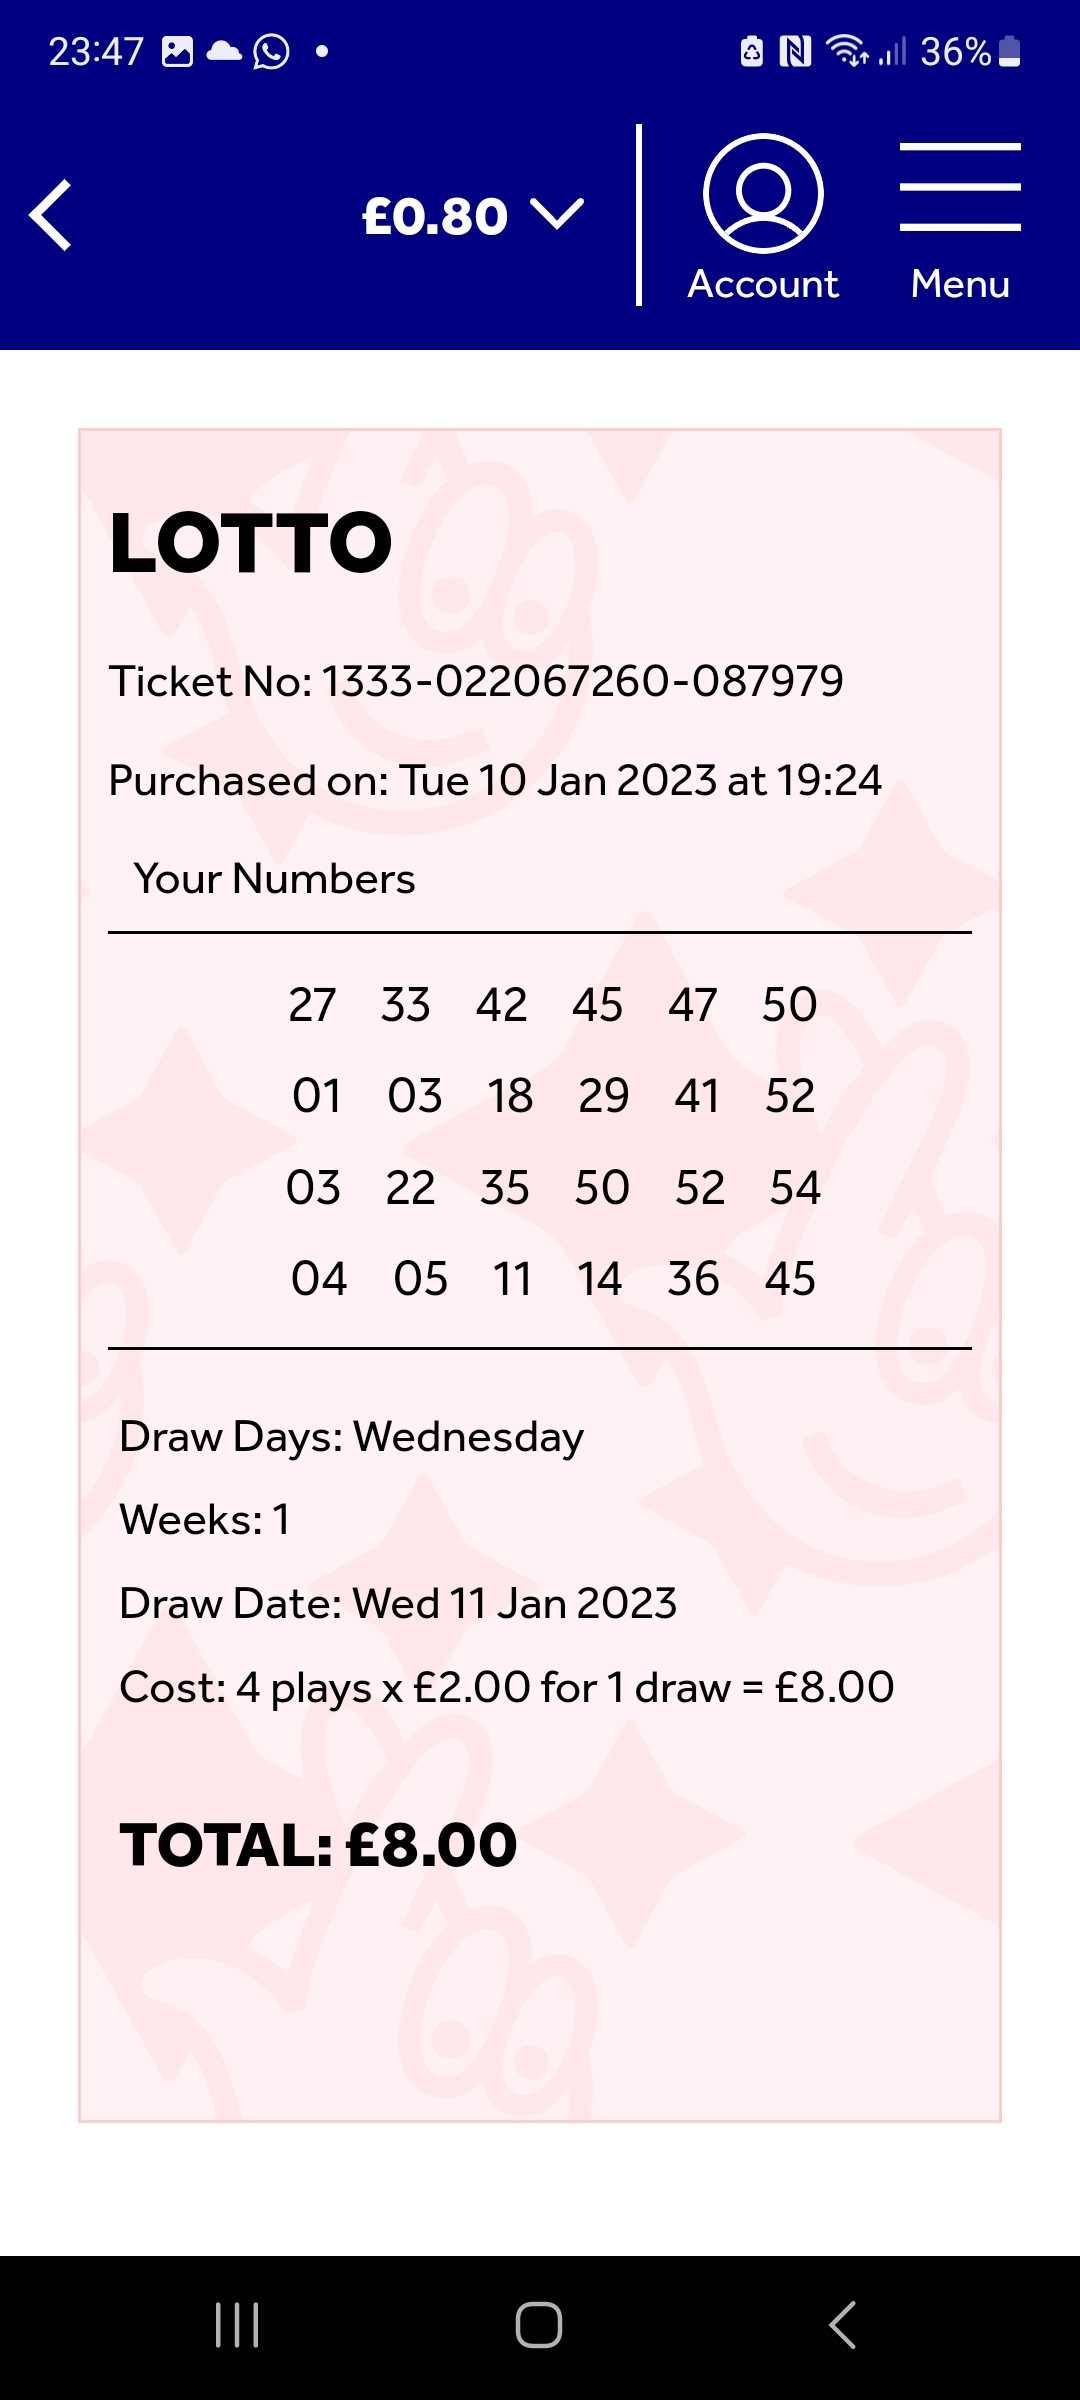 23:47 36%
£0.80
Account Menu
LOTTO
Ticket No: 1333-022067260-087979
Purchased on: Tue 10 Jan 2023 at 19:24
Your Numbers
27 33 42 45 47 50
01 03 18 29 41 52
03 22 35 50 52 54
04 05 11 14 36 45
Draw Days: Wednesday
Weeks: 1
Draw Date: Wed 11 Jan 2023
Cost: 4 plays x £2.00 for 1 draw = £8.00
TOTAL: £8.00